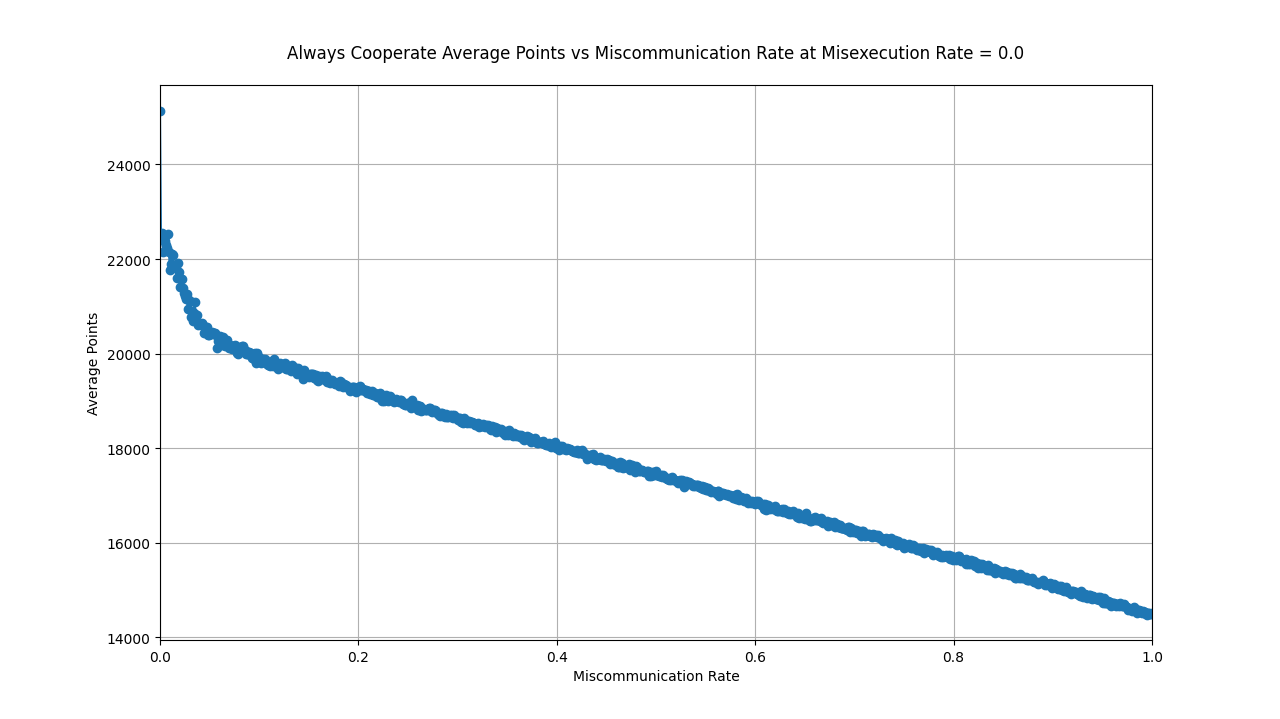 Always Cooperate Average Points vs Miscommunication Rate at Misexecution Rate = 0.0
Average Points
24000
22000
20000
18000
16000
14000
0.0 0.2 0.4 0.6 0.8 1.0
Miscommunication Rate